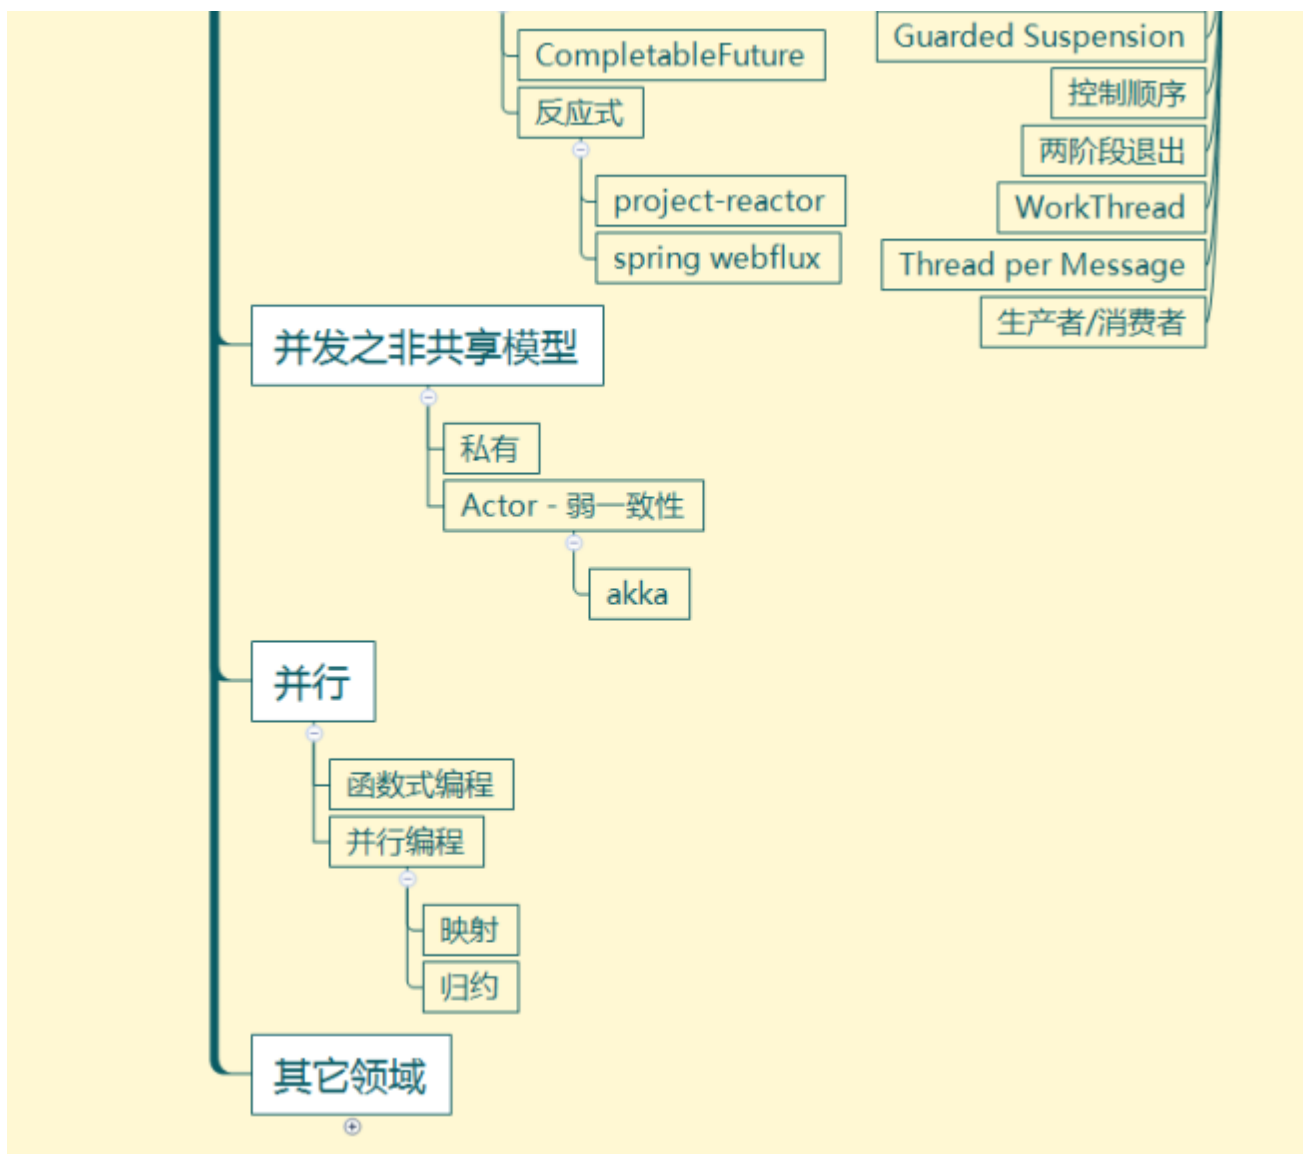 CompletableFuture
反应式
project-reactor
spring webflux
Guarded Suspension
控制顺序
两阶段退出
WorkThread
Thread per Message
生产者/消费者
并发之非共享模型
私有
Actor - 弱一致性
akka
并行
函数式编程
并行编程
映射
归约
其它领域